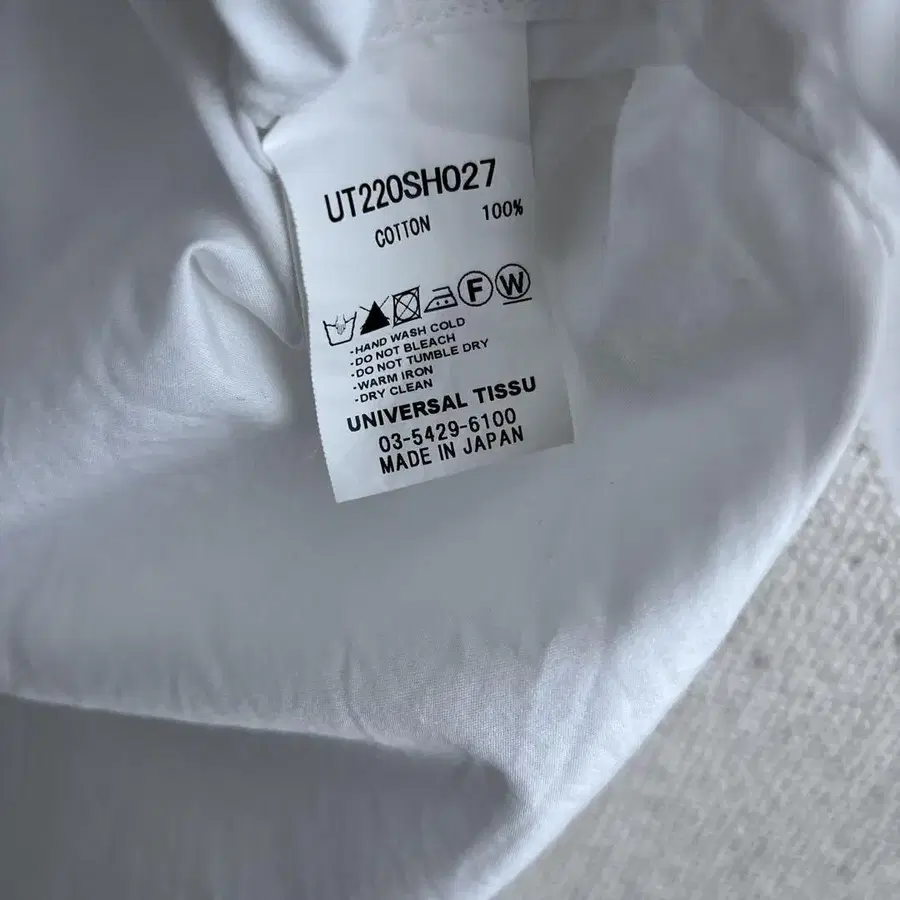 UT220SH027
COTTON 100%
F W
-HAND WASH COLD
-DO NOT BLEACH
-DO NOT TUMBLE DRY
-WARM IRON
-DRY CLEAN
UNIVERSAL TISSU
03-5429-6100
MADE IN JAPAN